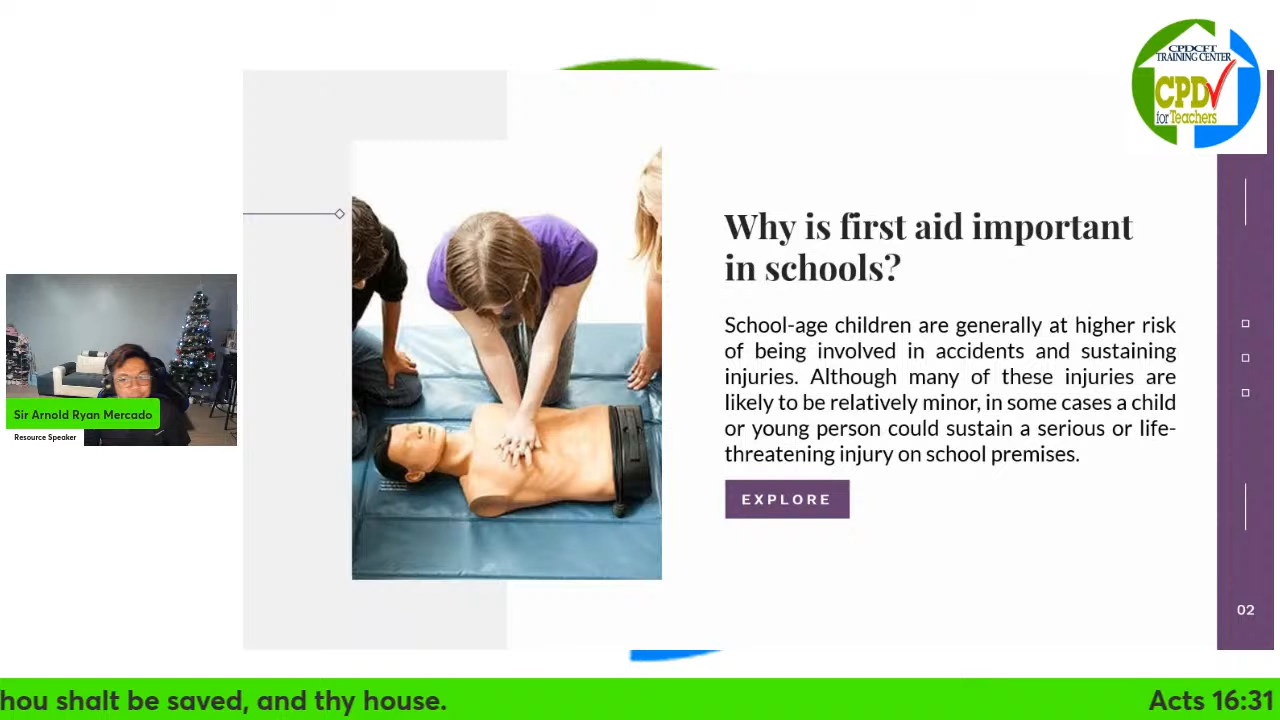 CPDCFT
TRAINING CENTER
CPD
for Teachers
Why is first aid important
in schools?
School-age children are generally at higher risk
of being involved in accidents and sustaining
injuries. Although many of these injuries are
likely to be relatively minor, in some cases a child
or young person could sustain a serious or life-
threatening injury on school premises.
EXPLORE
Sir Arnold Ryan Mercado
Resource Speaker
02
hou shalt be saved, and thy house.
Acts 16:31